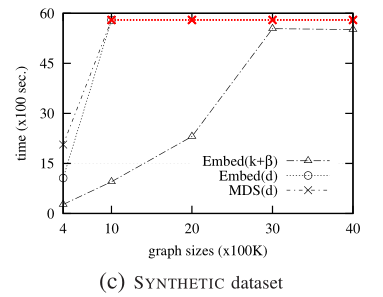 60
45
30
15
0
time (x100 sec.)
Embed(k+β)
Embed(d)
MDS(d)
4 10 20 30 40
graph sizes (x100K)
(c) SYNTHETIC dataset